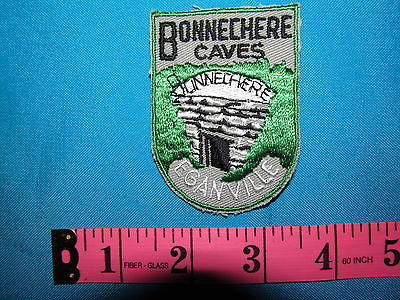 BONNECHERE
CAVES
BONNECHERE
EGANVILLE
1 2 3 4 5
FIBER - GLASS 60 INCH